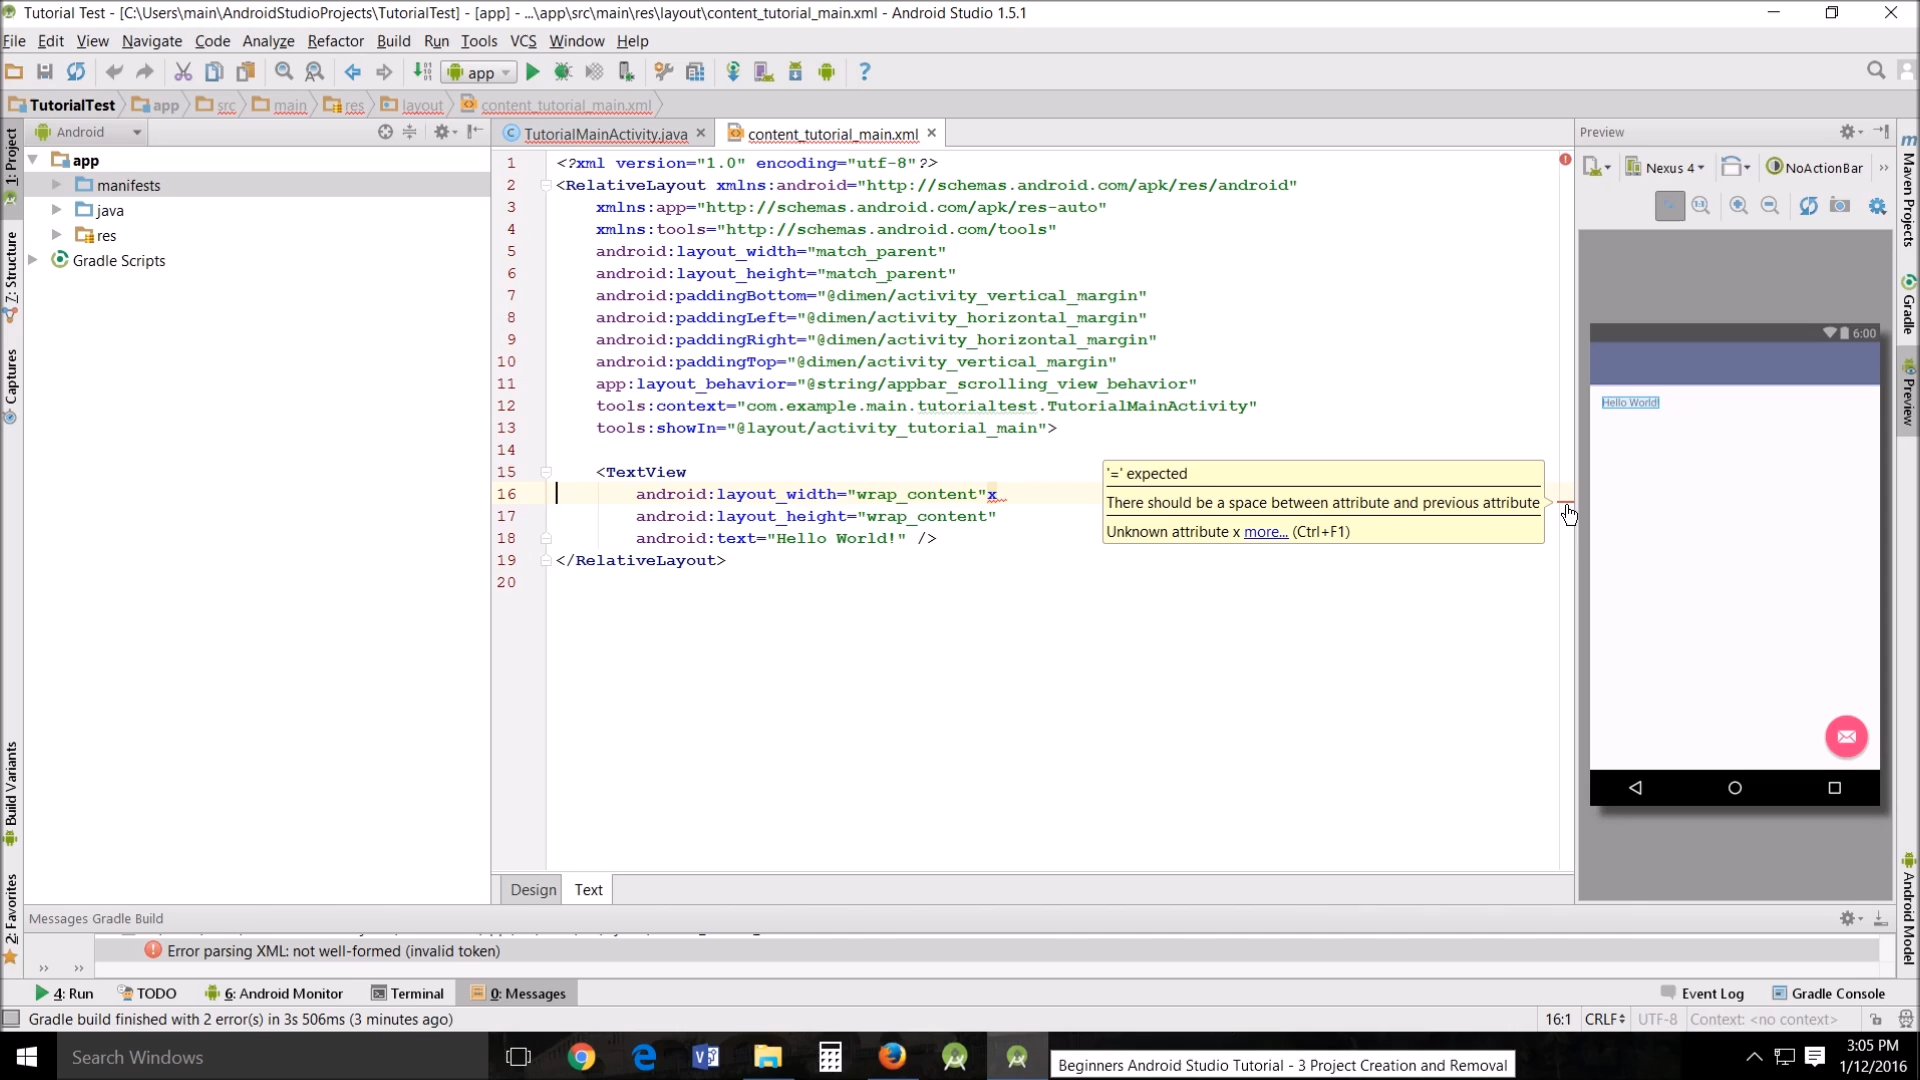 Tutorial Test - [C:\Users\main\AndroidStudioProjects\TutorialTest] - [app] - ...\app\src\main\res\layout\content_tutorial_main.xml - Android Studio 1.5.1
File Edit View Navigate Code Analyze Refactor Build Run Tools VCS Window Help
app
TutorialTest app src main res layout content_tutorial_main.xml
Android
TutorialMainActivity.java content_tutorial_main.xml
Preview
1: Project
7: Structure
Captures
Build Variants
2: Favorites
app
manifests
java
res
Gradle Scripts
1 <?xml version="1.0" encoding="utf-8"?>
2 <RelativeLayout xmlns:android="http://schemas.android.com/apk/res/android"
3 xmlns:app="http://schemas.android.com/apk/res-auto"
4 xmlns:tools="http://schemas.android.com/tools"
5 android:layout_width="match_parent"
6 android:layout_height="match_parent"
7 android:paddingBottom="@dimen/activity_vertical_margin"
8 android:paddingLeft="@dimen/activity_horizontal_margin"
9 android:paddingRight="@dimen/activity_horizontal_margin"
10 android:paddingTop="@dimen/activity_vertical_margin"
11 app:layout_behavior="@string/appbar_scrolling_view_behavior"
12 tools:context="com.example.main.tutorialtest.TutorialMainActivity"
13 tools:showIn="@layout/activity_tutorial_main">
14
15 <TextView
16 android:layout_width="wrap_content"x
17 android:layout_height="wrap_content"
18 android:text="Hello World!" />
19 </RelativeLayout>
20
'=' expected
There should be a space between attribute and previous attribute
Unknown attribute x more... (Ctrl+F1)
Nexus 4 NoActionBar
1:1
6:00
Hello World!
Maven Projects
Gradle
Preview
Android Model
Design Text
Messages Gradle Build
Error parsing XML: not well-formed (invalid token)
4: Run TODO 6: Android Monitor Terminal 0: Messages Event Log Gradle Console
Gradle build finished with 2 error(s) in 3s 506ms (3 minutes ago) 16:1 CRLF UTF-8 Context: <no context>
Search Windows
Beginners Android Studio Tutorial - 3 Project Creation and Removal
3:05 PM
1/12/2016